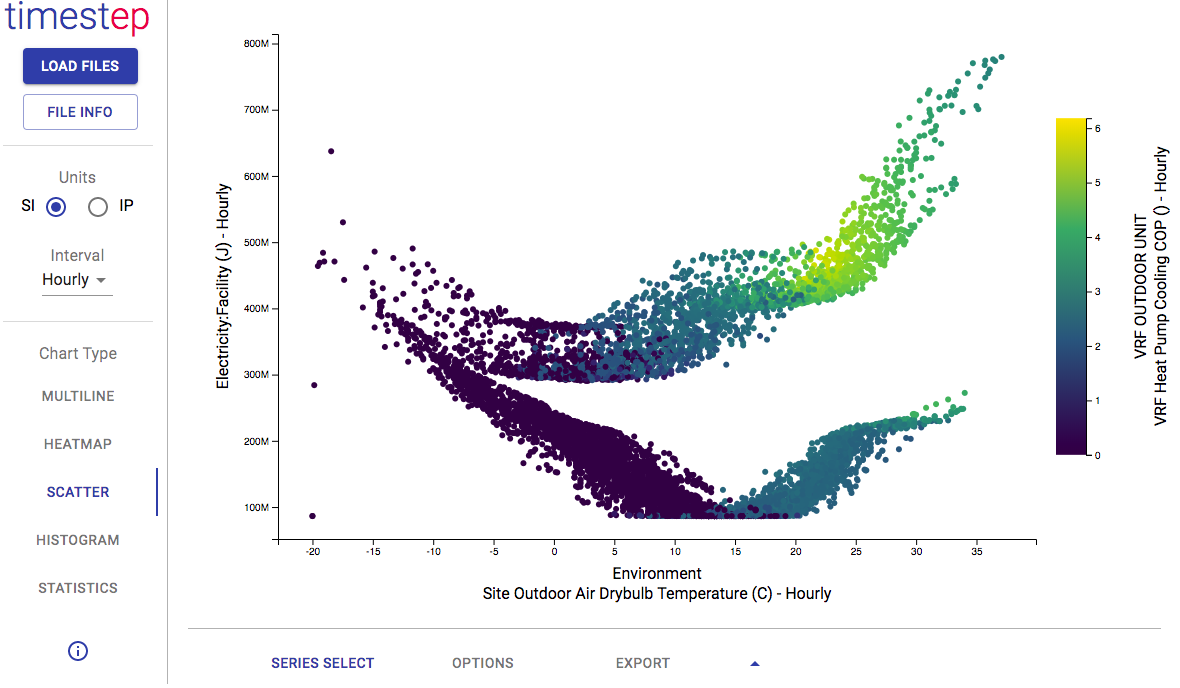 timestep
LOAD FILES
FILE INFO
Units
SI
IP
Interval
Hourly
Chart Type
MULTILINE
HEATMAP
SCATTER
HISTOGRAM
STATISTICS
Electricity:Facility (J) - Hourly
800M
700M
600M
500M
400M
300M
200M
100M
-20 -15 -10 -5 0 5 10 15 20 25 30 35
Environment
Site Outdoor Air Drybulb Temperature (C) - Hourly
6
5
4
3
2
1
0
VRF OUTDOOR UNIT
VRF Heat Pump Cooling COP () - Hourly
SERIES SELECT OPTIONS EXPORT